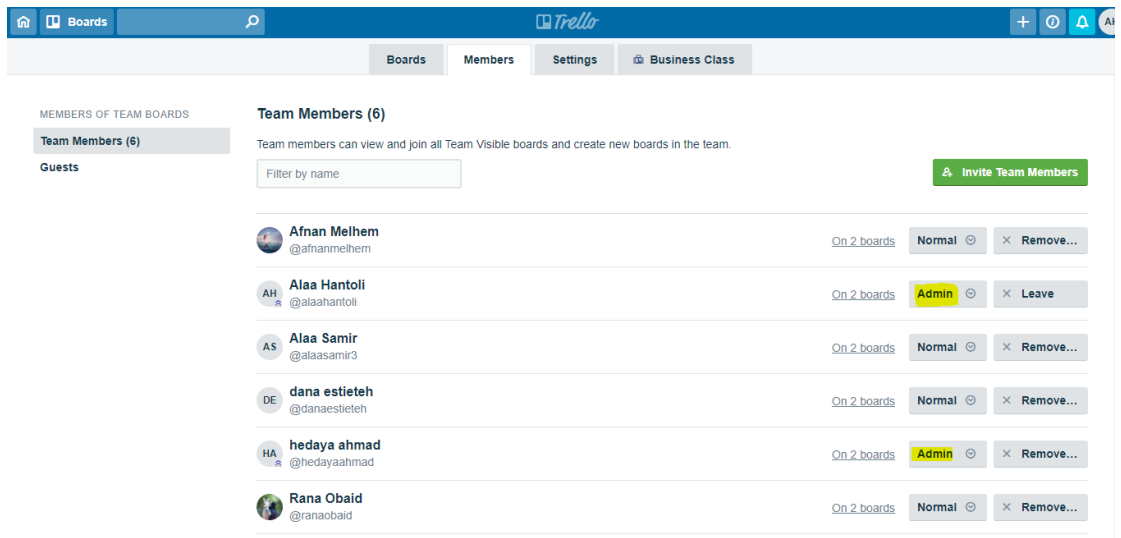 Boards Trello AH
Boards Members Settings Business Class
MEMBERS OF TEAM BOARDS
Team Members (6)
Guests
Team Members (6)
Team members can view and join all Team Visible boards and create new boards in the team.
Filter by name
Invite Team Members
Afnan Melhem
@afnanmelhem
On 2 boards Normal Remove...
AH
Alaa Hantoli
@alaahantoli
On 2 boards Admin Leave
AS
Alaa Samir
@alaasamir3
On 2 boards Normal Remove...
DE
dana estieteh
@danaestieteh
On 2 boards Normal Remove...
HA
hedaya ahmad
@hedayaahmad
On 2 boards Admin Remove...
Rana Obaid
@ranaobaid
On 2 boards Normal Remove...